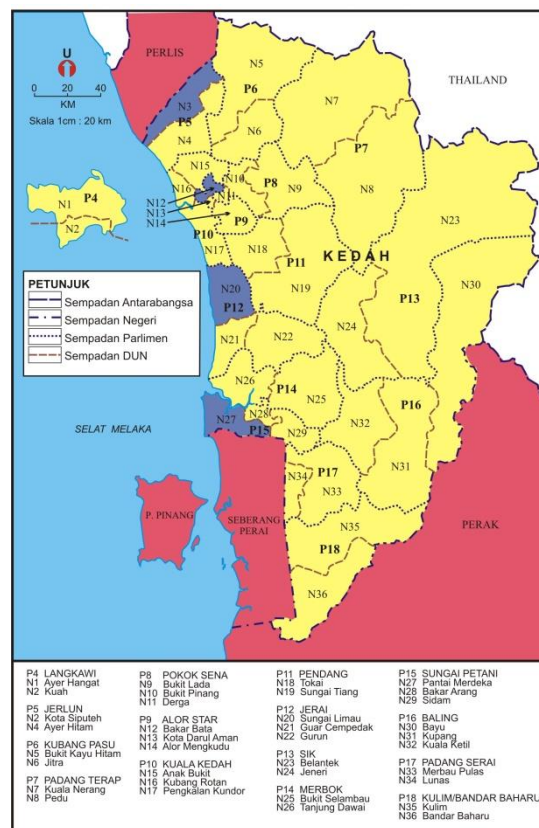 PERLIS
THAILAND
U
20 0 20 40
KM
Skala 1cm : 20 km
N5
P6
N3
P5
N4
N6
N7
P7
N15
N10
N16
N11
P8
N9
N8
N12
N13
N14
P9
N1
P4
N2
N23
P10
N17
N18
P11
KEDAH
N19
N30
P13
N20
P12
N24
PETUNJUK
Sempadan Antarabangsa
Sempadan Negeri
Sempadan Parlimen
Sempadan DUN
N21
N22
N26
P14
N25
P16
N27
N28
P15
N29
N32
SELAT MELAKA
N31
P17
N34
N33
P. PINANG
SEBERANG
PERAI
PERAK
N35
P18
N36
P4 LANGKAWI
N1 Ayer Hangat
N2 Kuah
P5 JERLUN
N2 Kota Siputeh
N4 Ayer Hitam
P6 KUBANG PASU
N5 Bukit Kayu Hitam
N6 Jitra
P7 PADANG TERAP
N7 Kuala Nerang
N8 Pedu
P8 POKOK SENA
N9 Bukit Lada
N10 Bukit Pinang
N11 Derga
P9 ALOR STAR
N12 Bakar Bata
N13 Kota Darul Aman
N14 Alor Mengkudu
P10 KUALA KEDAH
N15 Anak Bukit
N16 Kubang Rotan
N17 Pengkalan Kundor
P11 PENDANG
N18 Tokai
N19 Sungai Tiang
P12 JERAI
N20 Sungai Limau
N21 Guar Cempedak
N22 Gurun
P13 SIK
N23 Belantek
N24 Jeneri
P14 MERBOK
N25 Bukit Selambau
N26 Tanjung Dawai
P15 SUNGAI PETANI
N27 Pantai Merdeka
N28 Bakar Arang
N29 Sidam
P16 BALING
N30 Bayu
N31 Kupang
N32 Kuala Ketil
P17 PADANG SERAI
N33 Merbau Pulas
N34 Lunas
P18 KULIM/BANDAR BAHARU
N35 Kulim
N36 Bandar Baharu